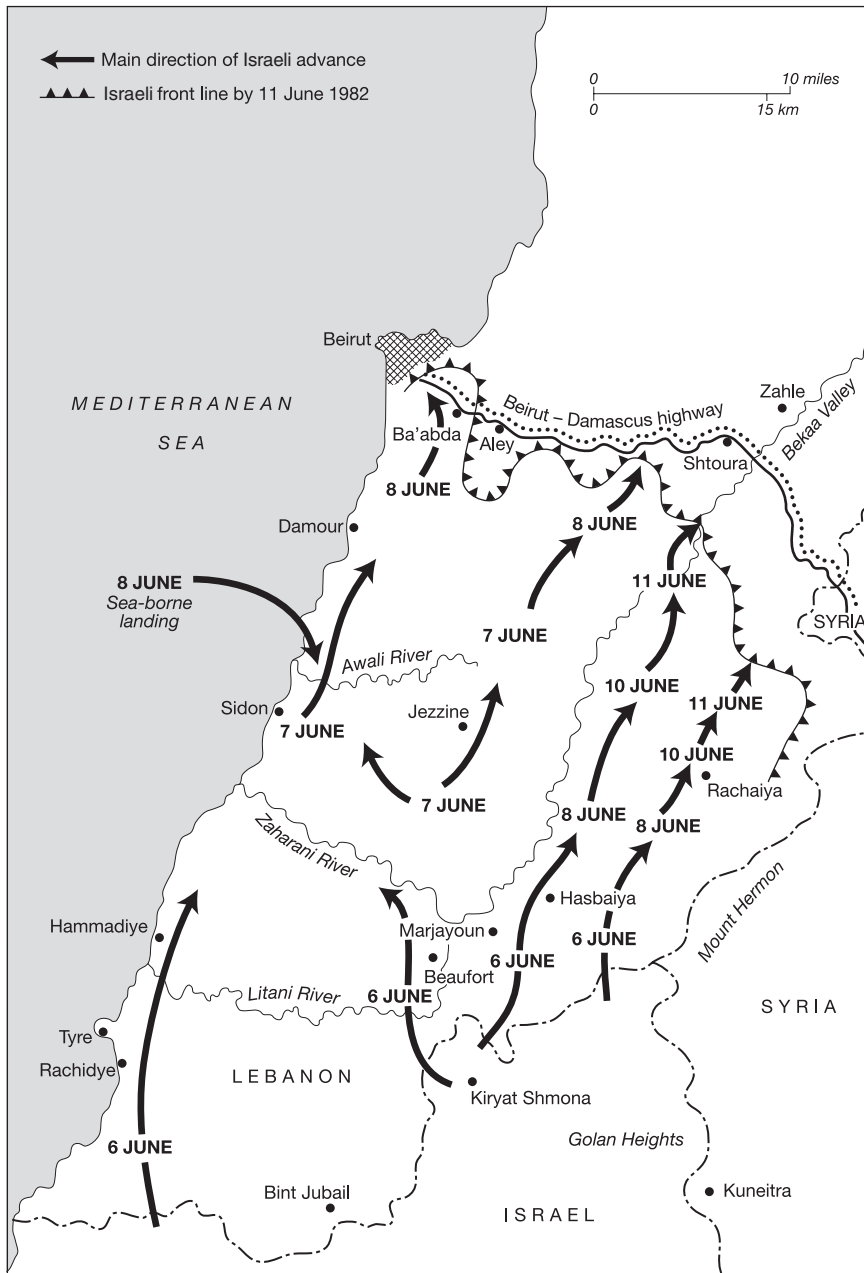 Main direction of Israeli advance
Israeli front line by 11 June 1982
0 10 miles
0 15 km
Beirut
MEDITERRANEAN
SEA
Beirut – Damascus highway
Zahle
Bekaa Valley
Ba'abda
Aley
Shtoura
8 JUNE
Damour
8 JUNE
8 JUNE
Sea-borne
landing
11 JUNE
SYRIA
7 JUNE
Awali River
10 JUNE
Sidon
7 JUNE
Jezzine
11 JUNE
10 JUNE
Rachaiya
7 JUNE
8 JUNE
8 JUNE
Zaharani River
Hasbaiya
Mount Hermon
Hammadiye
Marjayoun
6 JUNE
Beaufort
6 JUNE
Litani River
6 JUNE
SYRIA
Tyre
Rachidye
LEBANON
Kiryat Shmona
6 JUNE
Golan Heights
Bint Jubail
Kuneitra
ISRAEL